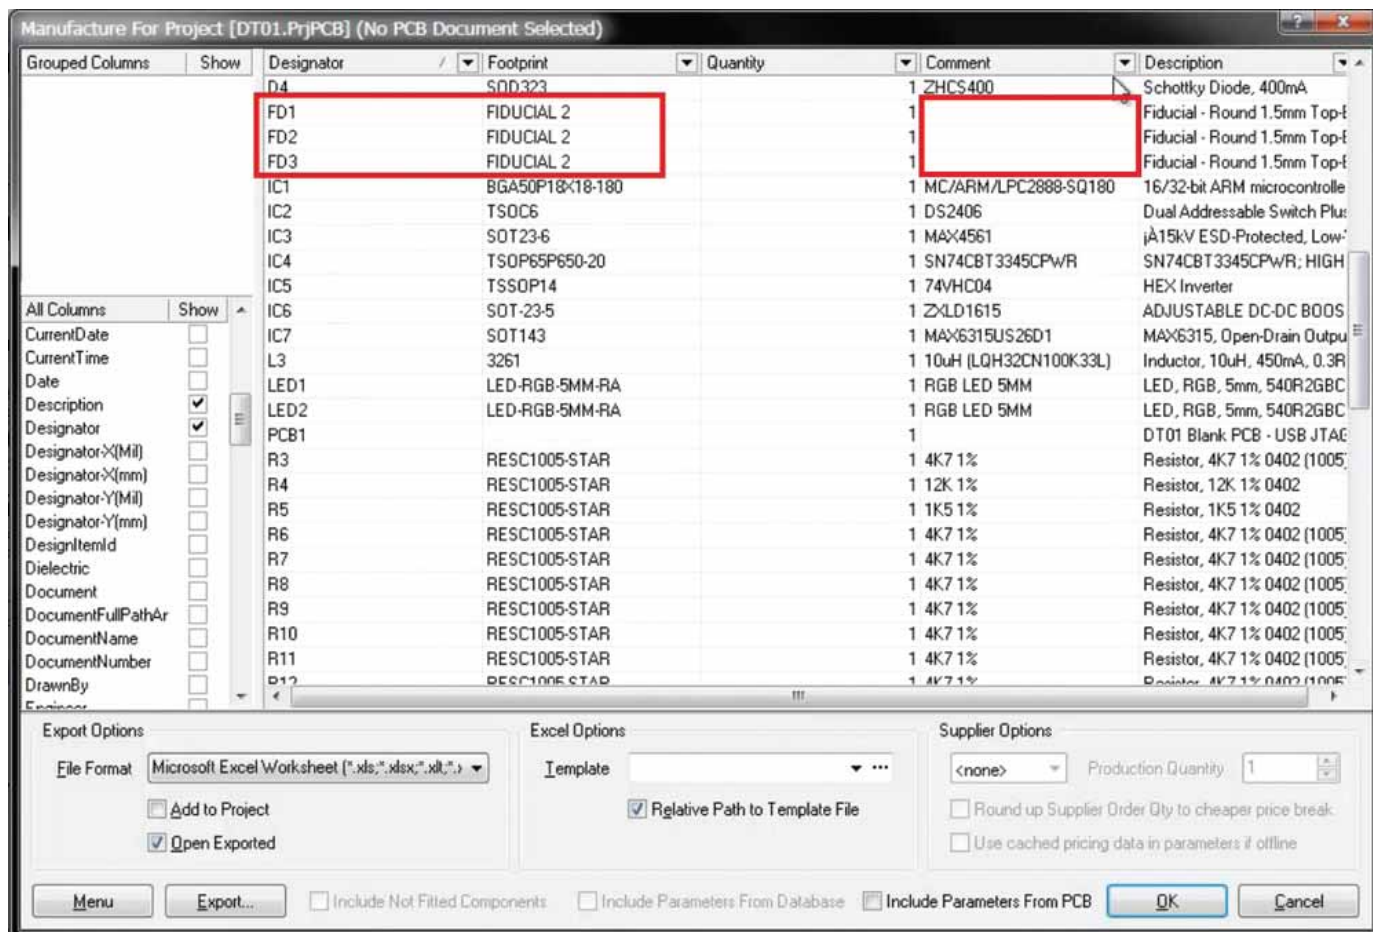 Manufacture For Project [DT01.PrjPCB] (No PCB Document Selected)
Grouped Columns Show Designator Footprint Quantity Comment Description
D4 SOD323 1 ZHCS400 Schottky Diode, 400mA
FD1 FIDUCIAL 2 1 Fiducial - Round 1.5mm Top-
FD2 FIDUCIAL 2 1 Fiducial - Round 1.5mm Top-
FD3 FIDUCIAL 2 1 Fiducial - Round 1.5mm Top-
IC1 BGA50P18X18-180 1 MC/ARM/LPC2888-SQ180 16/32-bit ARM microcontrolle
IC2 TSOC6 1 DS2406 Dual Addressable Switch Plu
IC3 SOT23-6 1 MAX4561 ¡À15kV ESD-Protected, Low-
IC4 TSOP65P650-20 1 SN74CBT3345CPWR SN74CBT3345CPWR; HIGH
IC5 TSSOP14 1 74VHC04 HEX Inverter
All Columns Show
IC6 SOT-23-5 1 ZXLD1615 ADJUSTABLE DC-DC BOOS
CurrentDate
IC7 SOT143 1 MAX6315US26D1 MAX6315, Open-Drain Outpu
CurrentTime
L3 3261 1 10uH (LQH32CN100K33L) Inductor, 10uH, 450mA, 0.3R
Date
LED1 LED-RGB-5MM-RA 1 RGB LED 5MM LED, RGB, 5mm, 540R2GBC
Description
LED2 LED-RGB-5MM-RA 1 RGB LED 5MM LED, RGB, 5mm, 540R2GBC
Designator
PCB1 1 DT01 Blank PCB - USB JTAG
Designator-X(Mil)
R3 RESC1005-STAR 1 4K7 1% Resistor, 4K7 1% 0402 (1005)
Designator-X(mm)
R4 RESC1005-STAR 1 12K 1% Resistor, 12K 1% 0402
Designator-Y(Mil)
R5 RESC1005-STAR 1 1K5 1% Resistor, 1K5 1% 0402
Designator-Y(mm)
R6 RESC1005-STAR 1 4K7 1% Resistor, 4K7 1% 0402 (1005)
DesignItemId
R7 RESC1005-STAR 1 4K7 1% Resistor, 4K7 1% 0402 (1005)
Dielectric
R8 RESC1005-STAR 1 4K7 1% Resistor, 4K7 1% 0402 (1005)
Document
R9 RESC1005-STAR 1 4K7 1% Resistor, 4K7 1% 0402 (1005)
DocumentFullPathAr
R10 RESC1005-STAR 1 4K7 1% Resistor, 4K7 1% 0402 (1005)
DocumentName
R11 RESC1005-STAR 1 4K7 1% Resistor, 4K7 1% 0402 (1005)
DocumentNumber
R12 RESC1005-STAR 1 4K7 1% Resistor, 4K7 1% 0402 (1005)
DrawnBy
Engineer
Export Options Excel Options Supplier Options
File Format Microsoft Excel Worksheet (*.xls;*.xlsx;*.xlt;*. Template <none> Production Quantity 1
Add to Project Relative Path to Template File Round up Supplier Order Qty to cheaper price break
Open Exported Use cached pricing data in parameters if offline
Menu Export... Include Not Fitted Components Include Parameters From Database Include Parameters From PCB OK Cancel